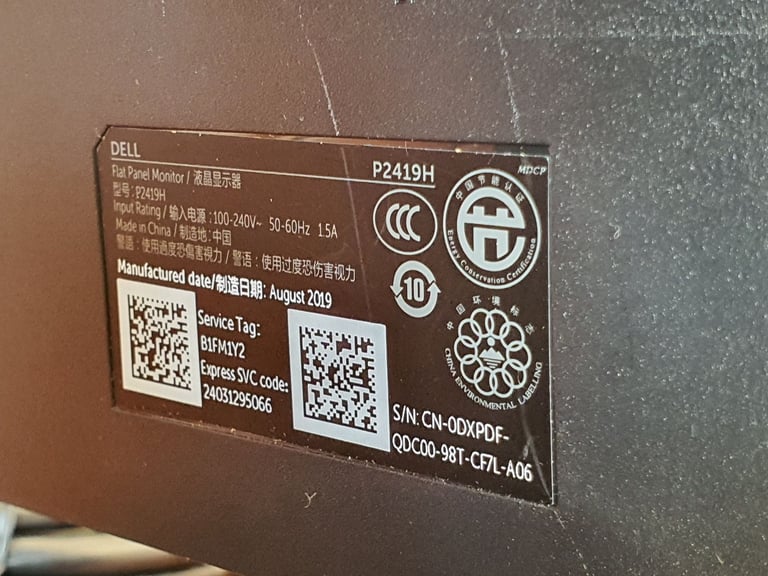 DELL
P2419H
MDCP
Flat Panel Monitor / 液晶显示器
型号: P2419H
Input Rating / 输入电源 :100-240V~ 50-60Hz 1.5A
Made in China / 制造地: 中国
警語 : 使用過度恐傷害視力 / 警语 : 使用过度恐伤害视力
Manufactured date/制造日期: August 2019
Service Tag:
B1FM1Y2
Express SVC code:
24031295066
S/N: CN-0DXPDF-
QDC00-98T-CF7L-A06
CCC
中国节能认证
Energy Conservation Certification
10
中国环境标志
CHINA ENVIRONMENTAL LABELLING